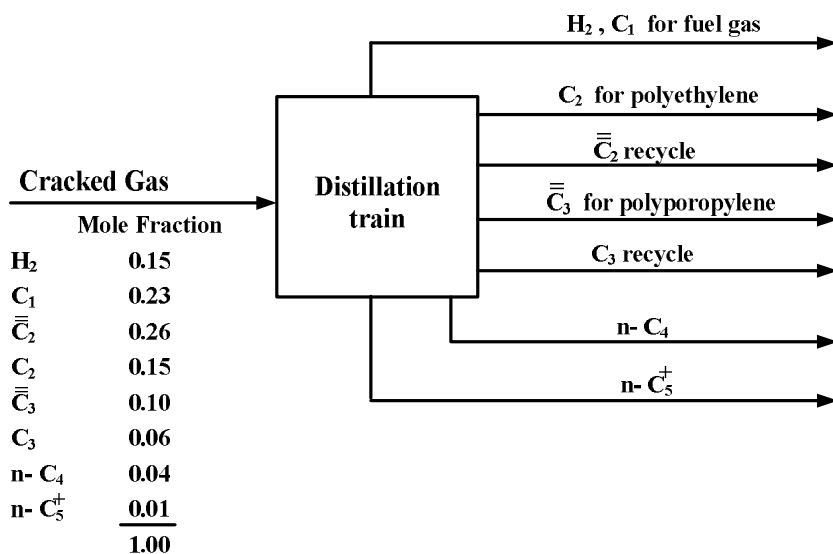 H₂ , C₁ for fuel gas
C₂ for polyethylene
C̿₂ recycle
C̿₃ for polyporopylene
C₃ recycle
n- C₄
n- C₅⁺
Distillation
train
Cracked Gas
Mole Fraction
H₂ 0.15
C₁ 0.23
C̿₂ 0.26
C₂ 0.15
C̿₃ 0.10
C₃ 0.06
n- C₄ 0.04
n- C₅⁺ 0.01
1.00